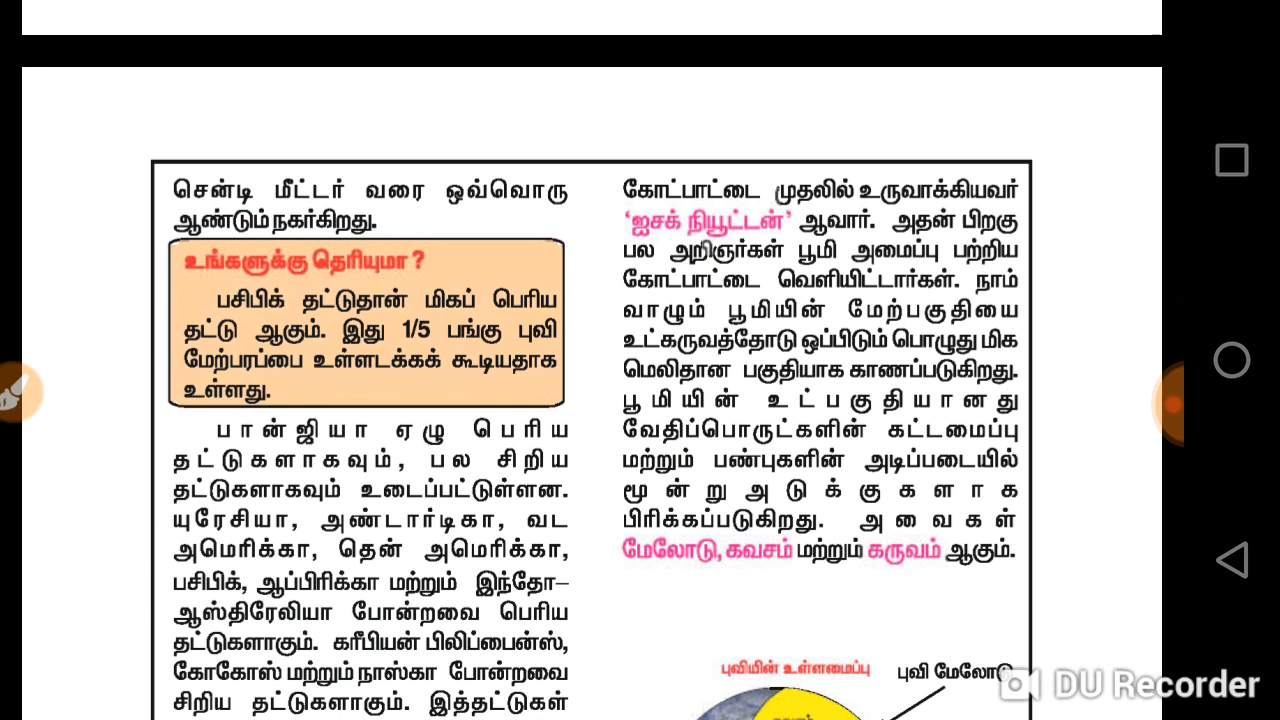 சென்டி மீட்டர் வரை ஒவ்வொரு
ஆண்டும் நகர்கிறது.
உங்களுக்கு தெரியுமா ?
பசிபிக் தட்டுதான் மிகப் பெரிய
தட்டு ஆகும். இது 1/5 பங்கு புவி
மேற்பரப்பை உள்ளடக்கக் கூடியதாக
உள்ளது.
பான்ஜியா ஏழு பெரிய
தட்டுகளாகவும், பல சிறிய
தட்டுகளாகவும் உடைப்பட்டுள்ளன.
யுரேசியா, அண்டார்டிகா, வட
அமெரிக்கா, தென் அமெரிக்கா,
பசிபிக், ஆப்பிரிக்கா மற்றும் இந்தோ–
ஆஸ்திரேலியா போன்றவை பெரிய
தட்டுகளாகும். கரீபியன் பிலிப்பைன்ஸ்,
கோகோஸ் மற்றும் நாஸ்கா போன்றவை
சிறிய தட்டுகளாகும். இத்தட்டுகள்
கோட்பாட்டை முதலில் உருவாக்கியவர்
‘ஐசக் நியூட்டன்’ ஆவார். அதன் பிறகு
பல அறிஞர்கள் பூமி அமைப்பு பற்றிய
கோட்பாட்டை வெளியிட்டார்கள். நாம்
வாழும் பூமியின் மேற்பகுதியை
உட்கருவத்தோடு ஒப்பிடும் பொழுது மிக
மெலிதான பகுதியாக காணப்படுகிறது.
பூமியின் உட்பகுதியானது
வேதிப்பொருட்களின் கட்டமைப்பு
மற்றும் பண்புகளின் அடிப்படையில்
மூன்று அடுக்குகளாக
பிரிக்கப்படுகிறது. அவைகள்
மேலோடு, கவசம் மற்றும் கருவம் ஆகும்.
புவியின் உள்ளமைப்பு
புவி மேலோடு
DU Recorder